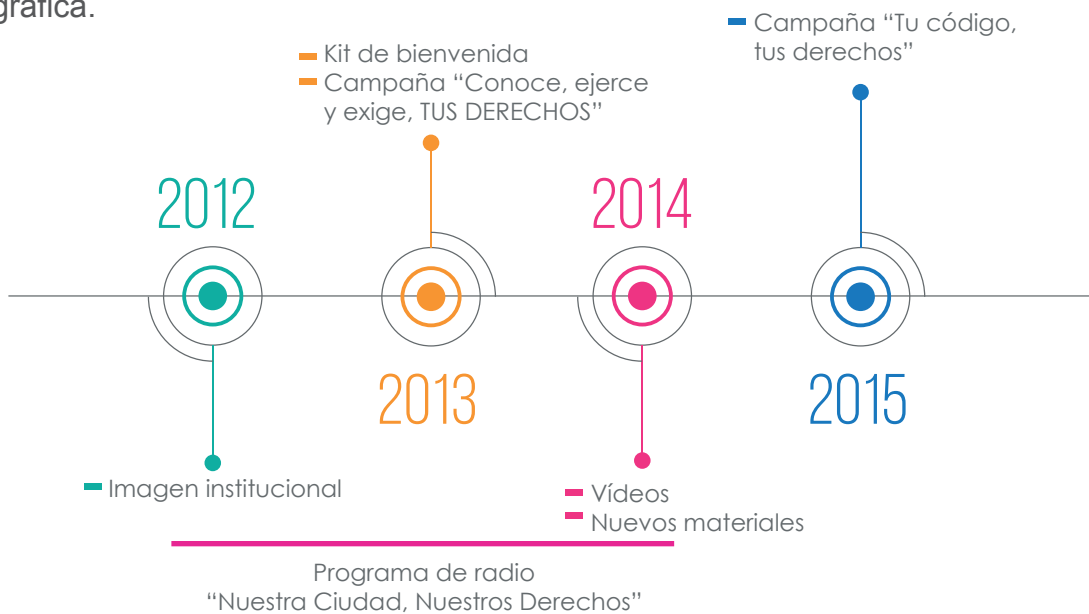 gráfica.
Campaña “Tu código,
tus derechos”
Kit de bienvenida
Campaña “Conoce, ejerce
y exige, TUS DERECHOS”
2012
2014
2013
2015
Imagen institucional
Vídeos
Nuevos materiales
Programa de radio
“Nuestra Ciudad, Nuestros Derechos”